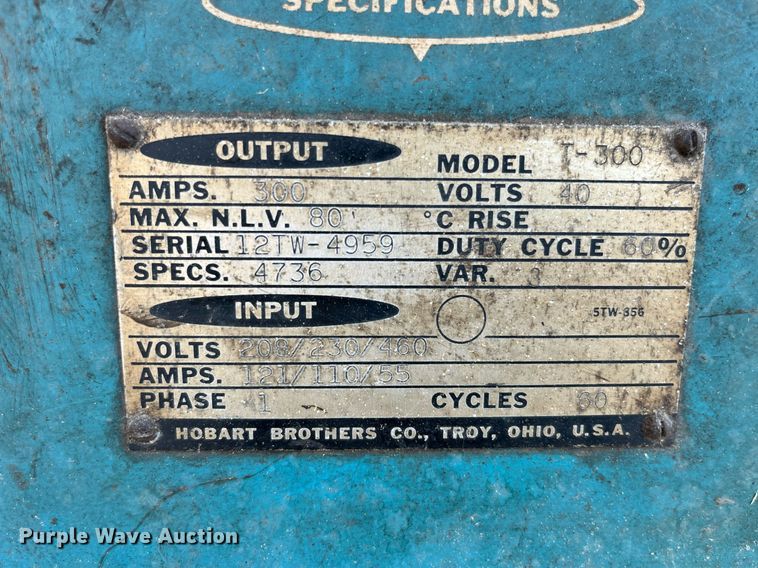 SPECIFICATIONS
OUTPUT MODEL T-300
AMPS. 300 VOLTS 40
MAX. N.L.V. 80 °C RISE
SERIAL 12TW-4959 DUTY CYCLE 60%
SPECS. 4736 VAR. 3
INPUT 5TW-356
VOLTS 208/230/460
AMPS. 121/110/55
PHASE 1 CYCLES 60
HOBART BROTHERS CO., TROY, OHIO, U.S.A.
Purple Wave Auction